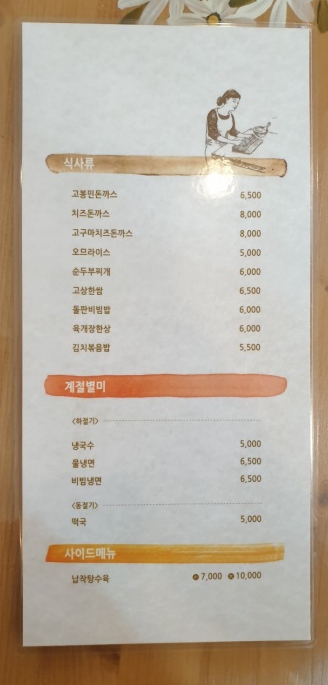 식사류
고봉민돈까스 6,500
치즈돈까스 8,000
고구마치즈돈까스 8,000
오므라이스 5,000
순두부찌개 6,000
고상한쌈 6,500
돌판비빔밥 6,000
육개장한상 6,000
김치볶음밥 5,500
계절별미
<하절기>
냉국수 5,000
물냉면 6,500
비빔냉면 6,500
<동절기>
떡국 5,000
사이드메뉴
납작탕수육 7,000 10,000